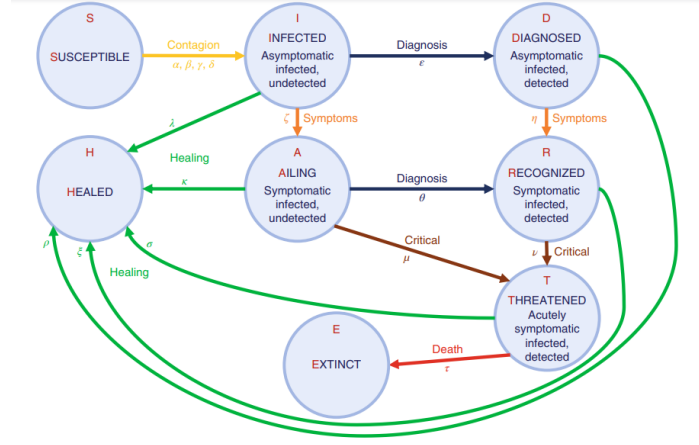 S
SUSCEPTIBLE
Contagion
α, β, γ, δ
I
INFECTED
Asymptomatic
infected,
undetected
Diagnosis
ε
D
DIAGNOSED
Asymptomatic
infected,
detected
λ
ζ Symptoms
η Symptoms
H
HEALED
Healing
κ
A
AILING
Symptomatic
infected,
undetected
Diagnosis
θ
R
RECOGNIZED
Symptomatic
infected,
detected
ρ
ξ
σ
Healing
Critical
μ
ν Critical
T
THREATENED
Acutely
symptomatic
infected,
detected
E
EXTINCT
Death
τ